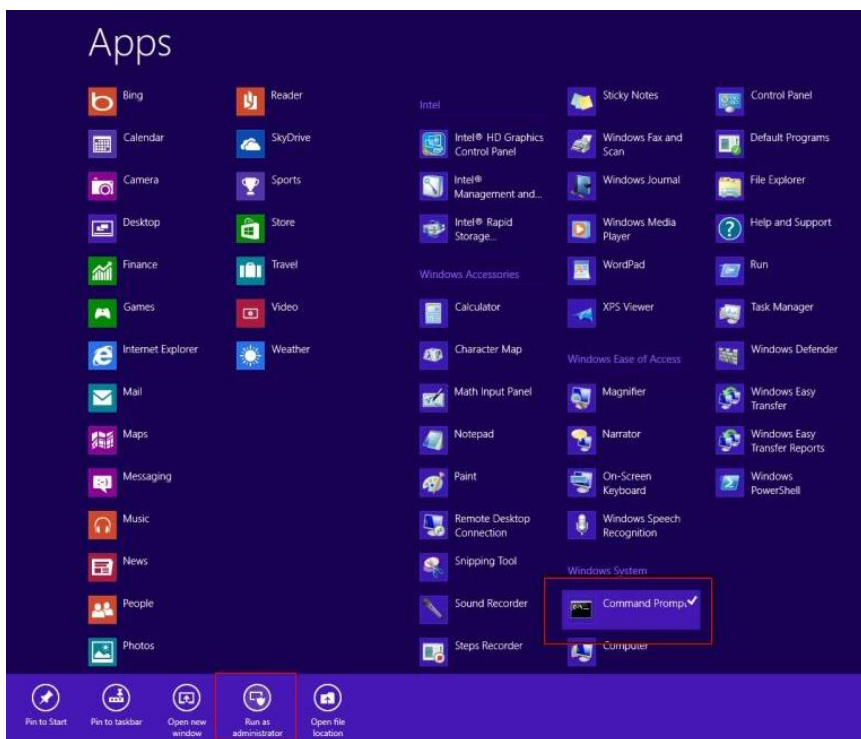 Apps
Bing
Calendar
Camera
Desktop
Finance
Games
Internet Explorer
Mail
Maps
Messaging
Music
News
People
Photos
Reader
SkyDrive
Sports
Store
Travel
Video
Weather
Intel
Intel® HD Graphics
Control Panel
Intel®
Management and...
Intel® Rapid
Storage...
Windows Accessories
Calculator
Character Map
Math Input Panel
Notepad
Paint
Remote Desktop
Connection
Snipping Tool
Sound Recorder
Steps Recorder
Sticky Notes
Windows Fax and
Scan
Windows Journal
Windows Media
Player
WordPad
XPS Viewer
Windows Ease of Access
Magnifier
Narrator
On-Screen
Keyboard
Windows Speech
Recognition
Windows System
Command Promp
Computer
Control Panel
Default Programs
File Explorer
Help and Support
Run
Task Manager
Windows Defender
Windows Easy
Transfer
Windows Easy
Transfer Reports
Windows
PowerShell
Pin to Start
Pin to taskbar
Open new
window
Run as
administrator
Open file
location